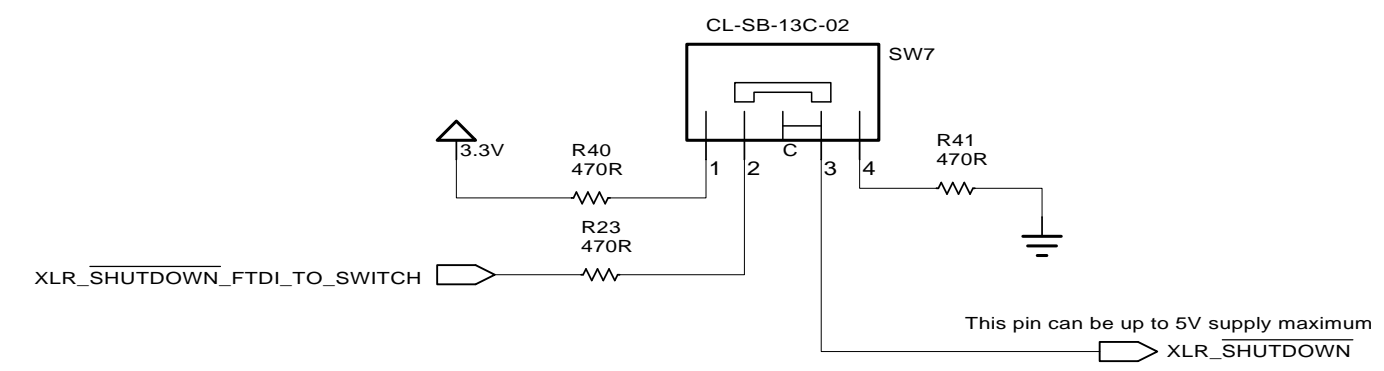 CL-SB-13C-02
SW7
3.3V
R40
470R
C
R41
470R
1
2
3
4
R23
470R
XLR_SHUTDOWN_FTDI_TO_SWITCH
This pin can be up to 5V supply maximum
XLR_SHUTDOWN